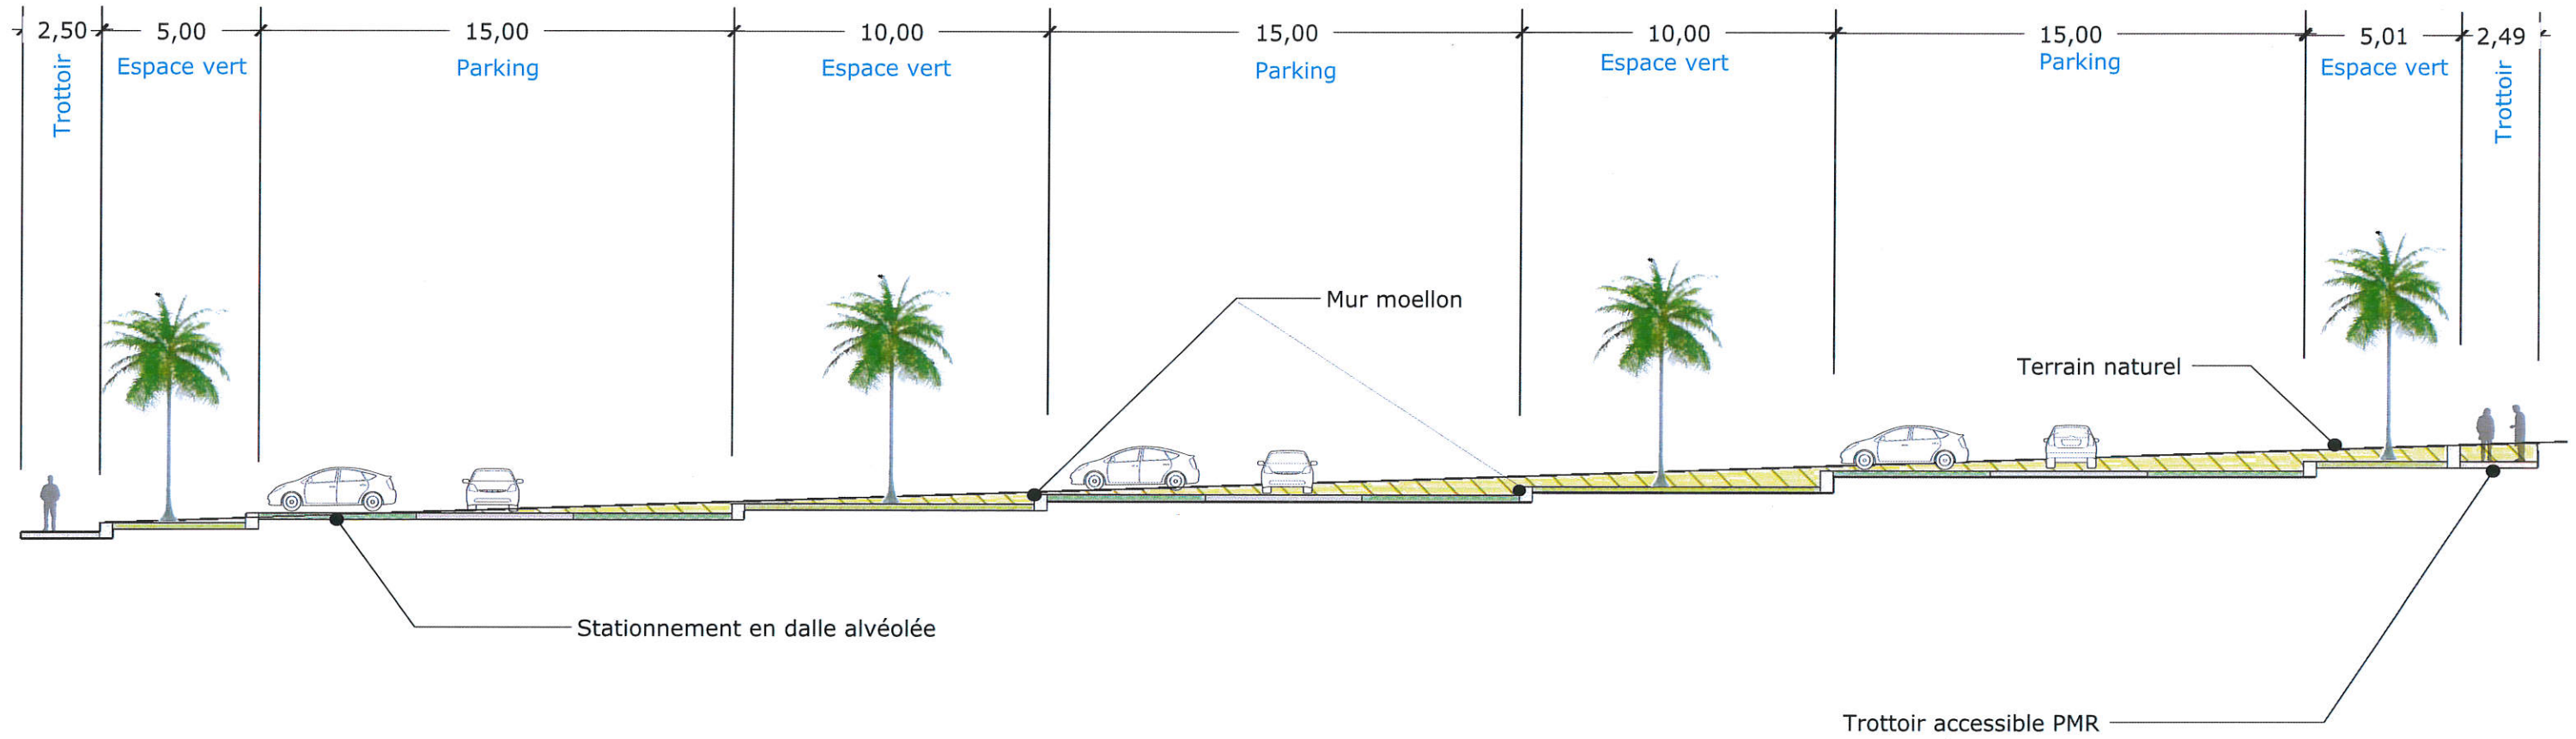 2,50 5,00 15,00 10,00 15,00 10,00 15,00 5,01 2,49
Trottoir
Espace vert
Parking
Espace vert
Parking
Espace vert
Parking
Espace vert
Trottoir
Mur moellon
Terrain naturel
Stationnement en dalle alvéolée
Trottoir accessible PMR